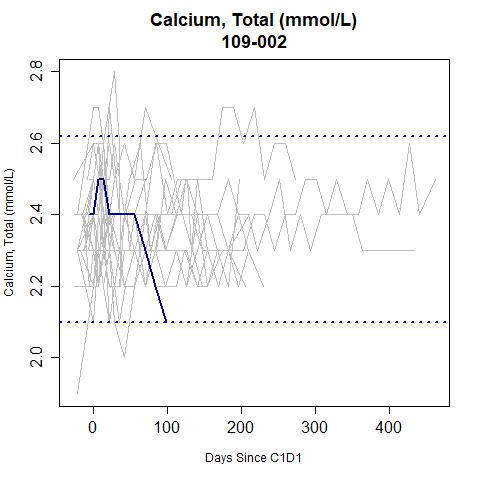 Calcium, Total (mmol/L)
109-002
Calcium, Total (mmol/L)
2.8
2.6
2.4
2.2
2.0
0 100 200 300 400
Days Since C1D1